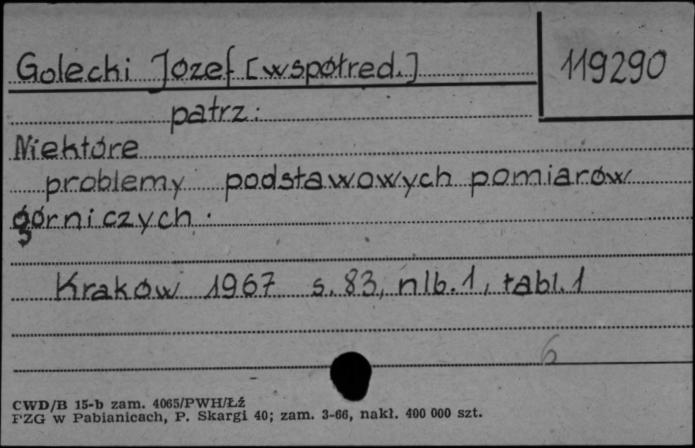 Golecki Józef [współred.]
119290
patrz:
Niektóre
problemy podstawowych pomiarów
górniczych.
Kraków 1967 s. 83, nlb. 1, tabl. 1
6
CWD/B 15-b zam. 4065/PWH/Łź
PZG w Pabianicach, P. Skargi 40; zam. 3-66, nakł. 400 000 szt.